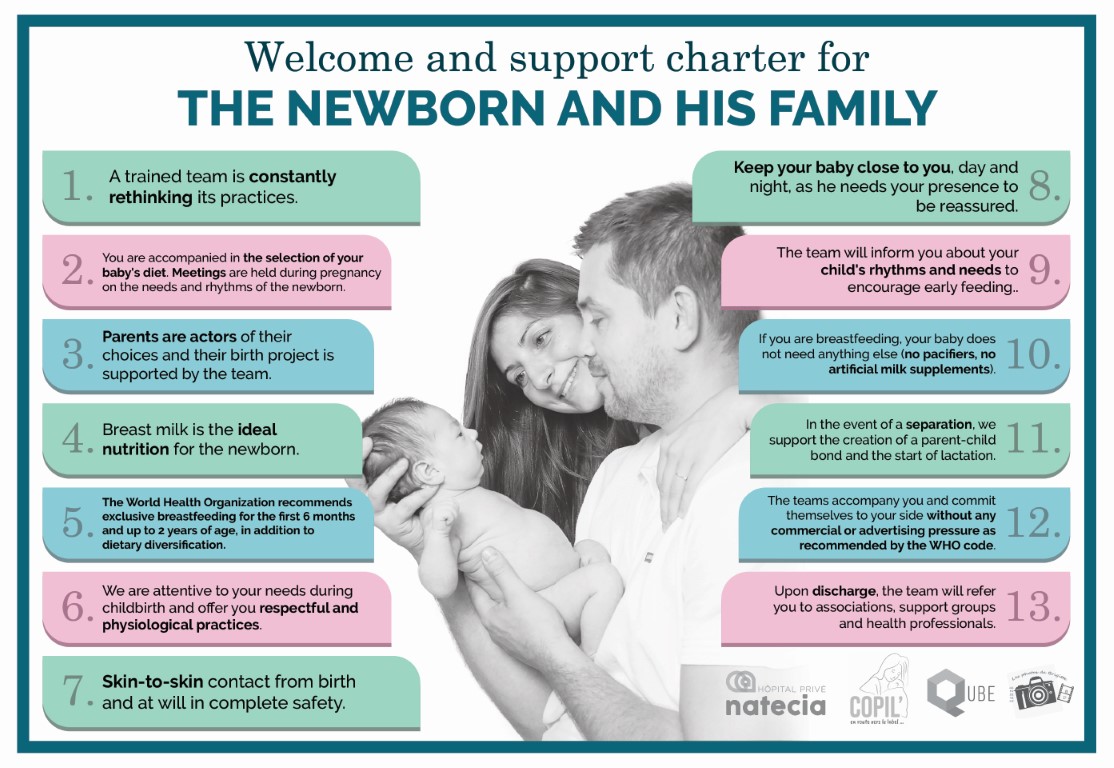 Welcome and support charter for
THE NEWBORN AND HIS FAMILY
1.
A trained team is constantly
rethinking its practices.
2.
You are accompanied in the selection of your
baby's diet. Meetings are held during pregnancy
on the needs and rhythms of the newborn.
3.
Parents are actors of their
choices and their birth project is
supported by the team.
4.
Breast milk is the ideal
nutrition for the newborn.
5.
The World Health Organization recommends
exclusive breastfeeding for the first 6 months
and up to 2 years of age, in addition to
dietary diversification.
6.
We are attentive to your needs during
childbirth and offer you respectful and
physiological practices.
7.
Skin-to-skin contact from birth
and at will in complete safety.
Keep your baby close to you, day and
night, as he needs your presence to
be reassured.
8.
The team will inform you about your
child's rhythms and needs to
encourage early feeding..
9.
If you are breastfeeding, your baby does
not need anything else (no pacifiers, no
artificial milk supplements).
10.
In the event of a separation, we
support the creation of a parent-child
bond and the start of lactation.
11.
The teams accompany you and commit
themselves to your side without any
commercial or advertising pressure as
recommended by the WHO code.
12.
Upon discharge, the team will refer
you to associations, support groups
and health professionals.
13.
HÔPITAL PRIVÉ
natecia
COPIL'
en route vers le label ...
QUBE